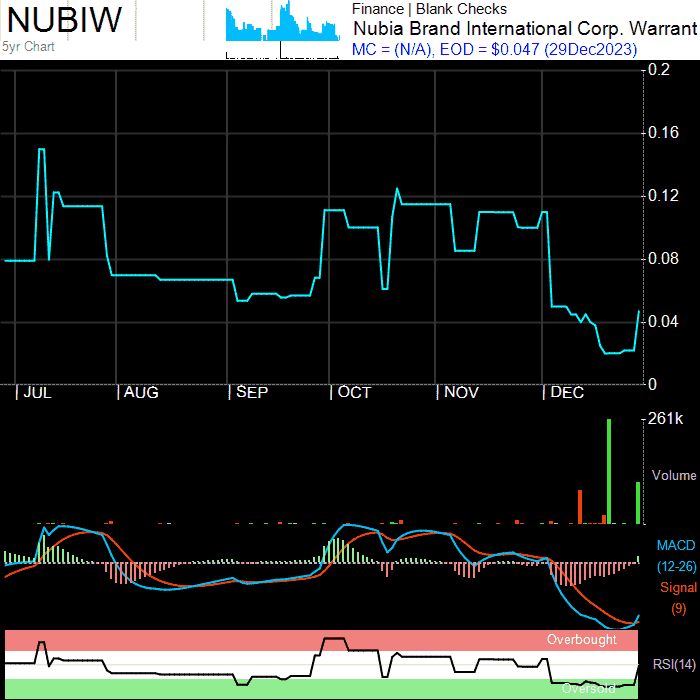 NUBIW
5yr Chart
Finance | Blank Checks
Nubia Brand International Corp. Warrant
MC = (N/A), EOD = $0.047 (29Dec2023)
0.2
0.16
0.12
0.08
0.04
0
JUL AUG SEP OCT NOV DEC
261k
Volume
MACD
(12-26)
Signal
(9)
Overbought
RSI(14)
Oversold